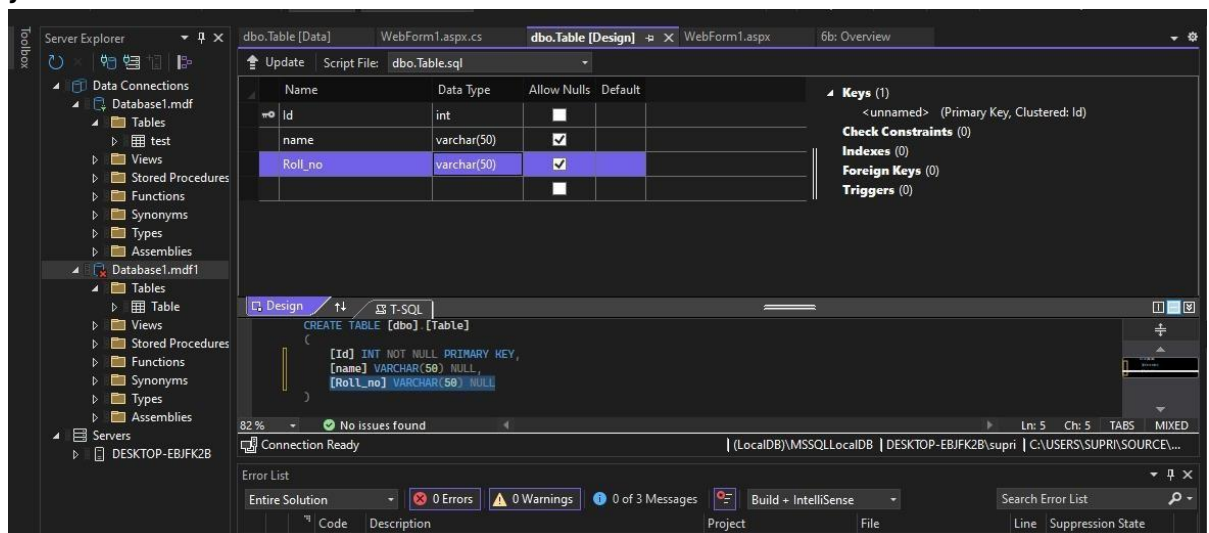 Toolbox
Server Explorer
Data Connections
Database1.mdf
Tables
test
Views
Stored Procedures
Functions
Synonyms
Types
Assemblies
Database1.mdf1
Tables
Table
Views
Stored Procedures
Functions
Synonyms
Types
Assemblies
Servers
DESKTOP-EBJFK2B
dbo.Table [Data] WebForm1.aspx.cs dbo.Table [Design] WebForm1.aspx 6b: Overview
Update Script File: dbo.Table.sql
Name Data Type Allow Nulls Default
Id int
name varchar(50)
Roll_no varchar(50)
Keys (1)
<unnamed> (Primary Key, Clustered: Id)
Check Constraints (0)
Indexes (0)
Foreign Keys (0)
Triggers (0)
Design T-SQL
CREATE TABLE [dbo].[Table]
(
[Id] INT NOT NULL PRIMARY KEY,
[name] VARCHAR(50) NULL,
[Roll_no] VARCHAR(50) NULL
)
82 % No issues found Ln: 5 Ch: 5 TABS MIXED
Connection Ready (LocalDB)\MSSQLLocalDB DESKTOP-EBJFK2B\supri C:\USERS\SUPRI\SOURCE\...
Error List
Entire Solution 0 Errors 0 Warnings 0 of 3 Messages Build + IntelliSense Search Error List
Code Description Project File Line Suppression State